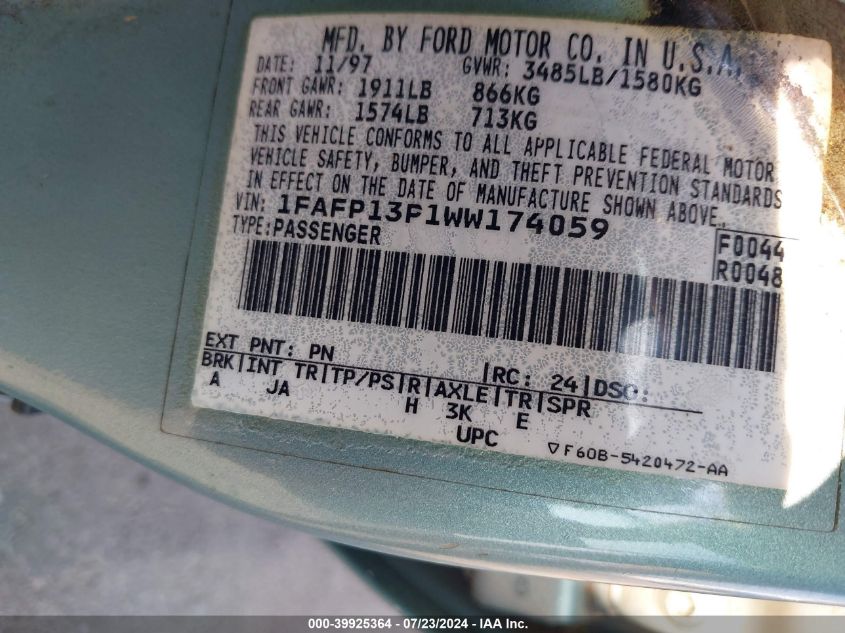 MFD. BY FORD MOTOR CO. IN U.S.A.
DATE: 11/97 GVWR: 3485LB/1580KG
FRONT GAWR: 1911LB 866KG
REAR GAWR: 1574LB 713KG
THIS VEHICLE CONFORMS TO ALL APPLICABLE FEDERAL MOTOR
VEHICLE SAFETY, BUMPER, AND THEFT PREVENTION STANDARDS
IN EFFECT ON THE DATE OF MANUFACTURE SHOWN ABOVE.
VIN: 1FAFP13P1WW174059
TYPE: PASSENGER
F0044
R0048
EXT PNT: PN
RC: 24 DSO:
BRK INT TR TP/PS R AXLE TR SPR
A JA H 3K E
UPC
▽F60B-5420472-AA
000-39925364 - 07/23/2024 - IAA Inc.